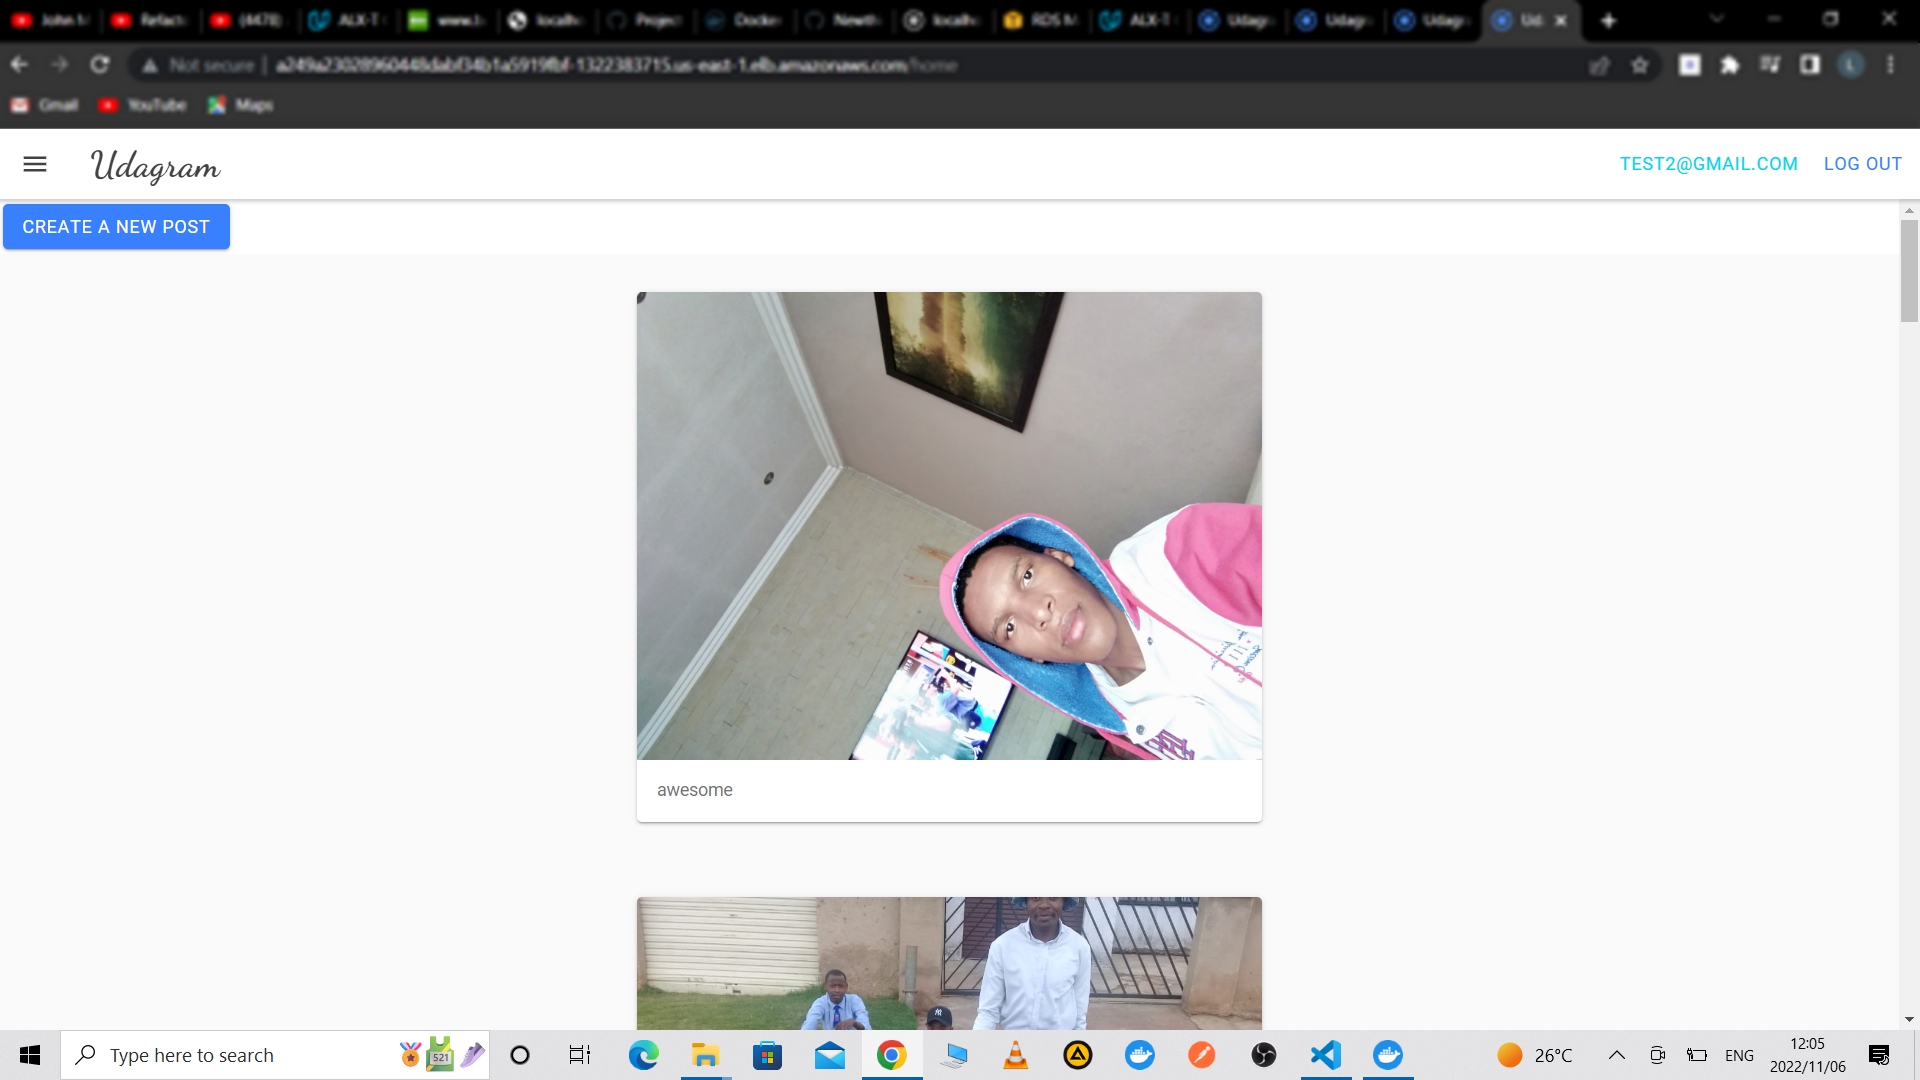 John M
Refact
(4478)
ALX-T
www.l
localh
Project
Docker
Newth
localh
RDS M
ALX-T
Udagr
Udagr
Udagr
Ud
Not secure | a249a23028960448dabf34b1a5919fbf-1322383715.us-east-1.elb.amazonaws.com/home
L
Gmail YouTube Maps
Udagram
TEST2@GMAIL.COM LOG OUT
CREATE A NEW POST
awesome
Type here to search
521
26°C
ENG
12:05
2022/11/06